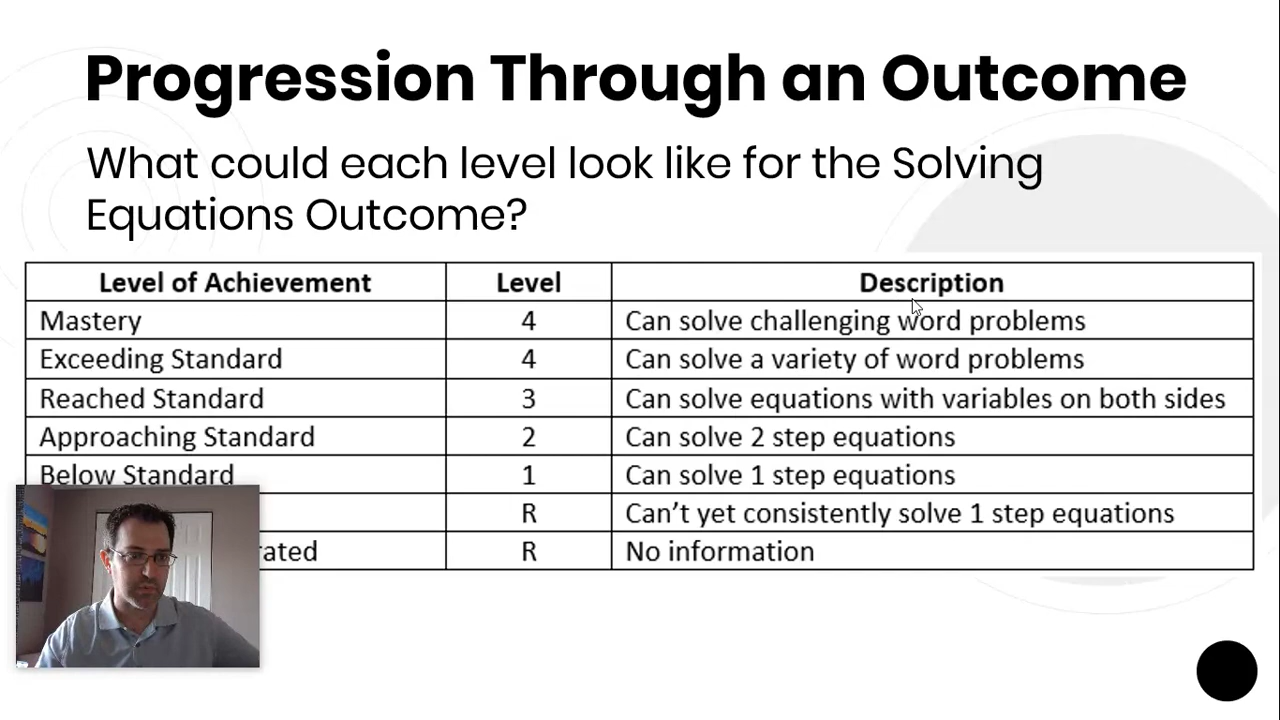 Progression Through an Outcome
What could each level look like for the Solving
Equations Outcome?
Level of Achievement Level Description
Mastery 4 Can solve challenging word problems
Exceeding Standard 4 Can solve a variety of word problems
Reached Standard 3 Can solve equations with variables on both sides
Approaching Standard 2 Can solve 2 step equations
Below Standard 1 Can solve 1 step equations
R Can’t yet consistently solve 1 step equations
rated R No information